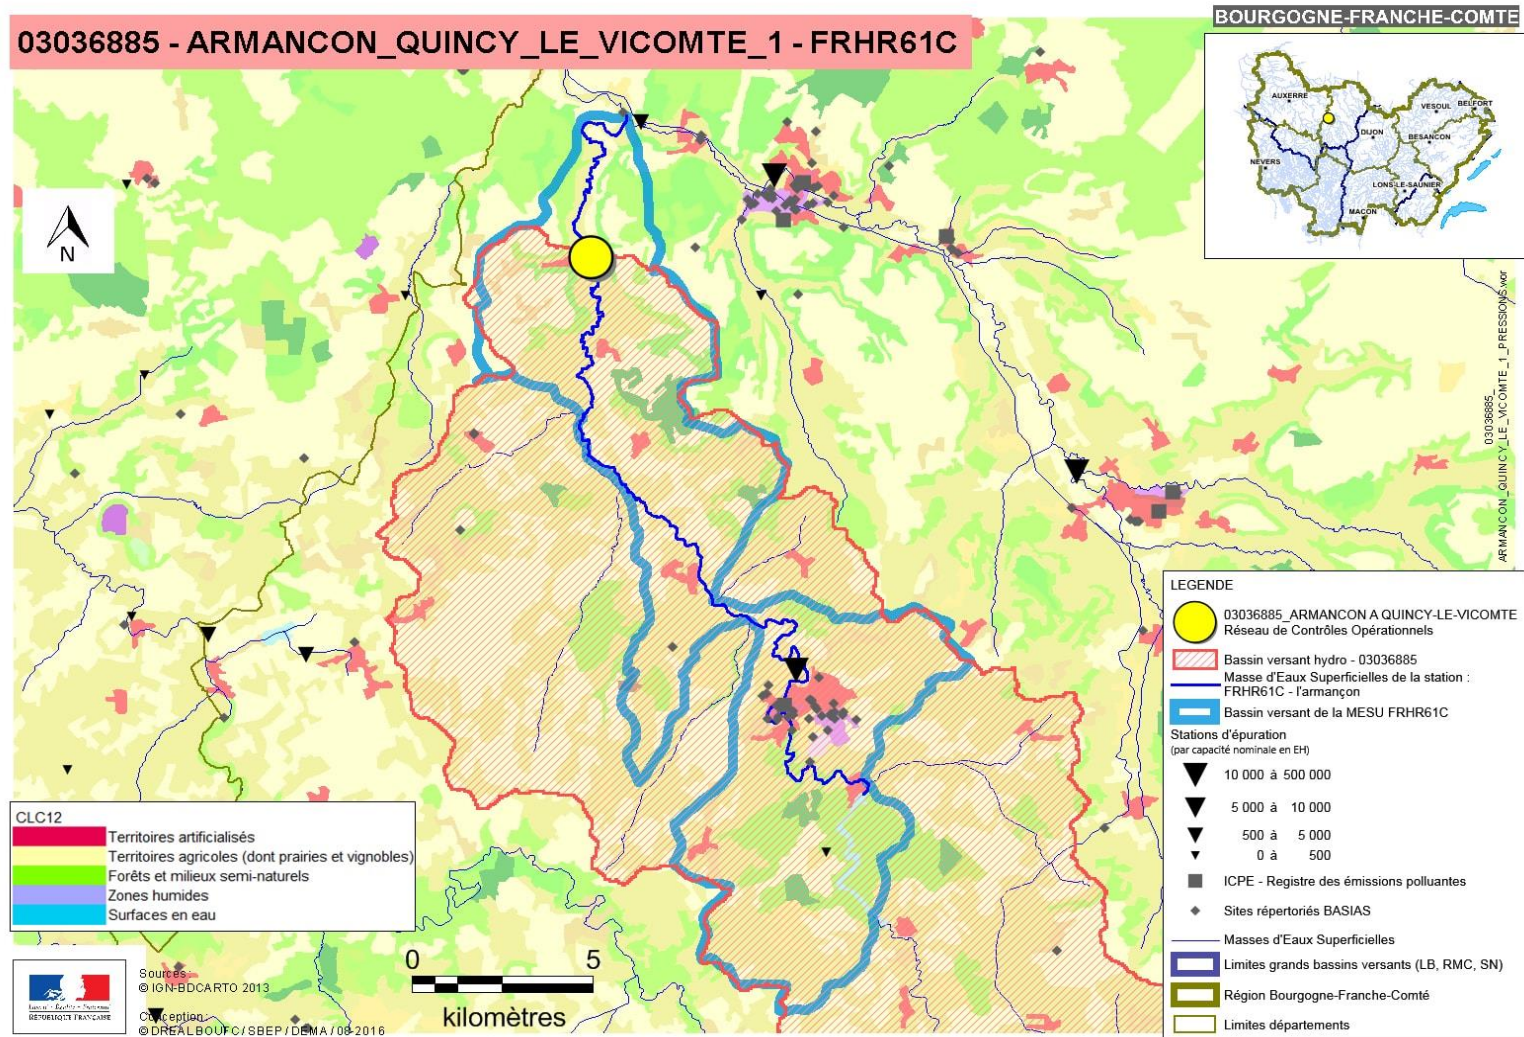 03036885 - ARMANCON_QUINCY_LE_VICOMTE_1 - FRHR61C
BOURGOGNE-FRANCHE-COMTE
AUXERRE
VESOUL
BELFORT
DIJON
BESANCON
NEVERS
LONS-LE-SAUNIER
MACON
N
03036885_
ARMANCON_QUINCY_LE_VICOMTE_1_PRESSIONS.wor
LEGENDE
03036885_ARMANCON A QUINCY-LE-VICOMTE
Réseau de Contrôles Opérationnels
Bassin versant hydro - 03036885
Masse d'Eaux Superficielles de la station :
FRHR61C - l'armançon
Bassin versant de la MESU FRHR61C
Stations d'épuration
(par capacité nominale en EH)
10 000 à 500 000
5 000 à 10 000
500 à 5 000
0 à 500
ICPE - Registre des émissions polluantes
Sites répertoriés BASIAS
Masses d'Eaux Superficielles
Limites grands bassins versants (LB, RMC, SN)
Région Bourgogne-Franche-Comté
Limites départements
CLC12
Territoires artificialisés
Territoires agricoles (dont prairies et vignobles)
Forêts et milieux semi-naturels
Zones humides
Surfaces en eau
0 5
kilomètres
Liberté • Égalité • Fraternité
RÉPUBLIQUE FRANÇAISE
Sources :
© IGN-BDCARTO 2013
Conception :
© DREAL BOUFC / SBEP / DEMA / 08-2016